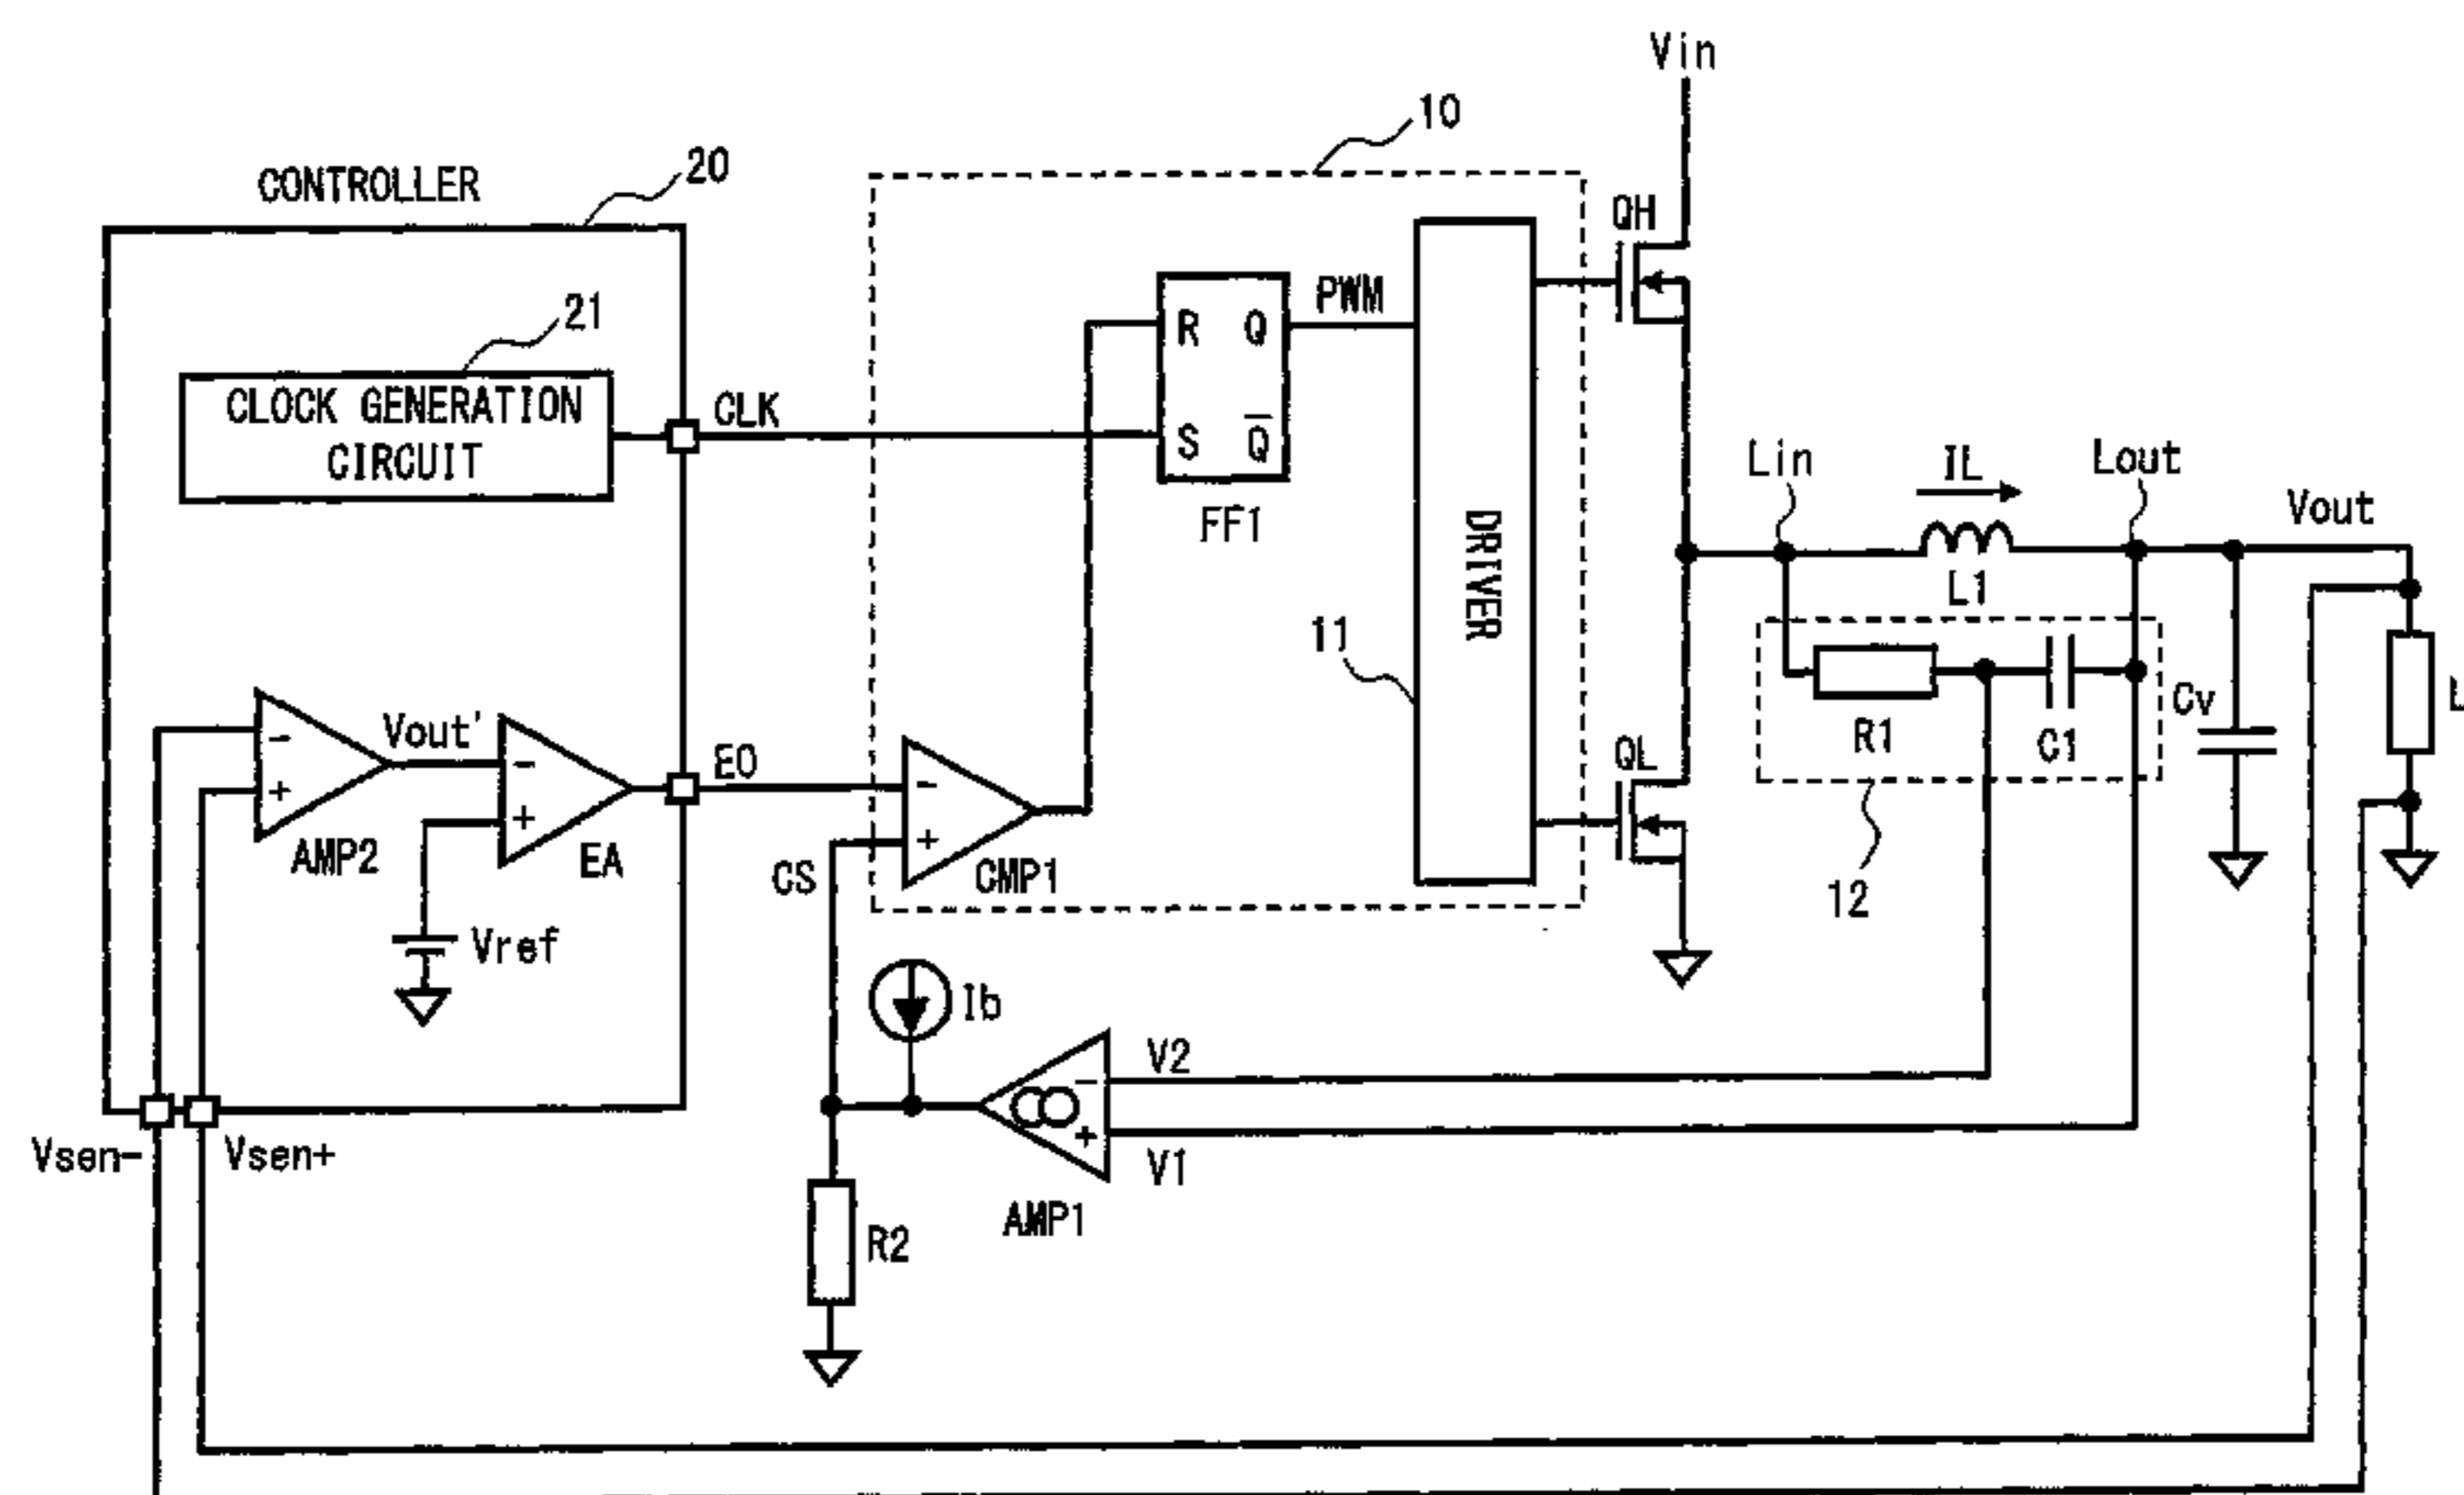 Vin
10
CONTROLLER
20
QH
21
R Q
PWM
CLOCK GENERATION
CIRCUIT
CLK
S Q̅
FF1
DRIVER
Lin
IL
Lout
Vout
L1
11
-
+
Vout'
-
+
EO
-
+
QL
R1
C1
Cv
AMP2
EA
CS
CMP1
12
Vref
Ib
V2
-
+
V1
Vsen-
Vsen+
AMP1
R2